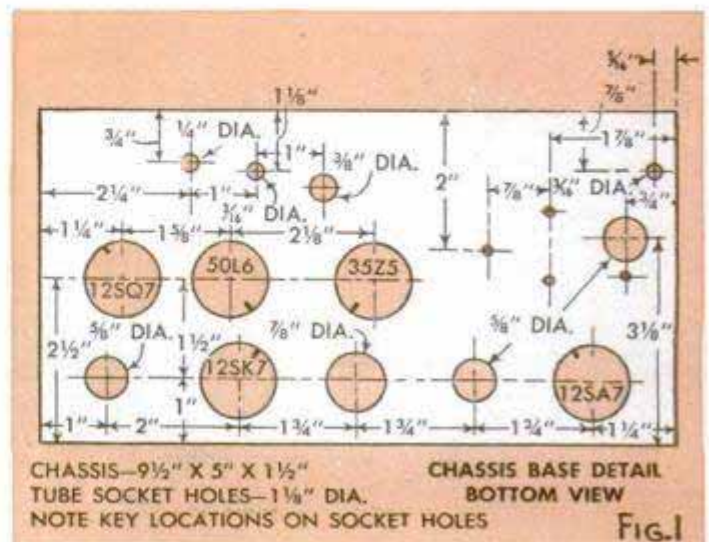 5/16"
1 1/8"
7/8"
3/4"
1/4" DIA.
1"
3/8" DIA.
1 7/8"
2"
2 1/4"
1"
3/16"
DIA.
7/8"
3/16" DIA.
3/4"
1 1/4"
1 5/8"
2 1/8"
50L6
35Z5
12SQ7
5/8" DIA.
7/8" DIA.
5/8" DIA.
2 1/2"
1 1/2"
3 1/8"
12SK7
12SA7
1"
1"
2"
1 3/4"
1 3/4"
1 3/4"
1 1/4"
CHASSIS—9 1/2" X 5" X 1 1/2"
TUBE SOCKET HOLES—1 1/8" DIA.
NOTE KEY LOCATIONS ON SOCKET HOLES
CHASSIS BASE DETAIL
BOTTOM VIEW
FIG.1